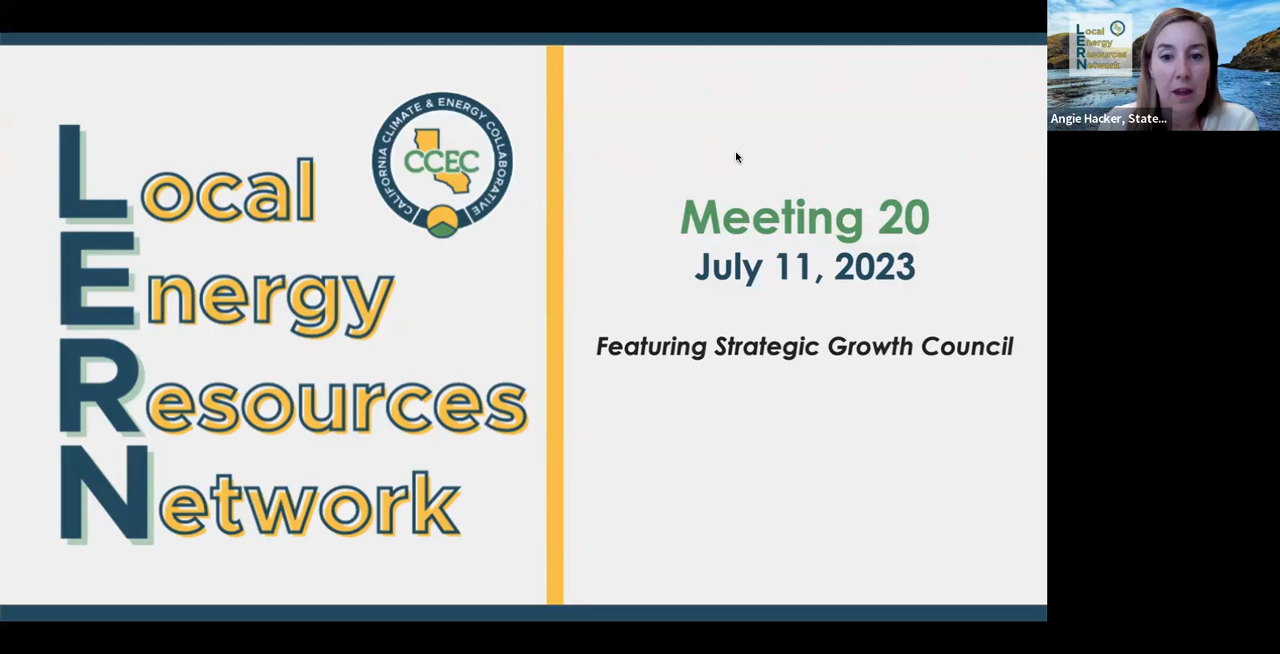 Local
Energy
Resources
Network
CALIFORNIA CLIMATE & ENERGY COLLABORATIVE
CCEC
Meeting 20
July 11, 2023
Featuring Strategic Growth Council
Local
Energy
Resources
Network
Angie Hacker, State...